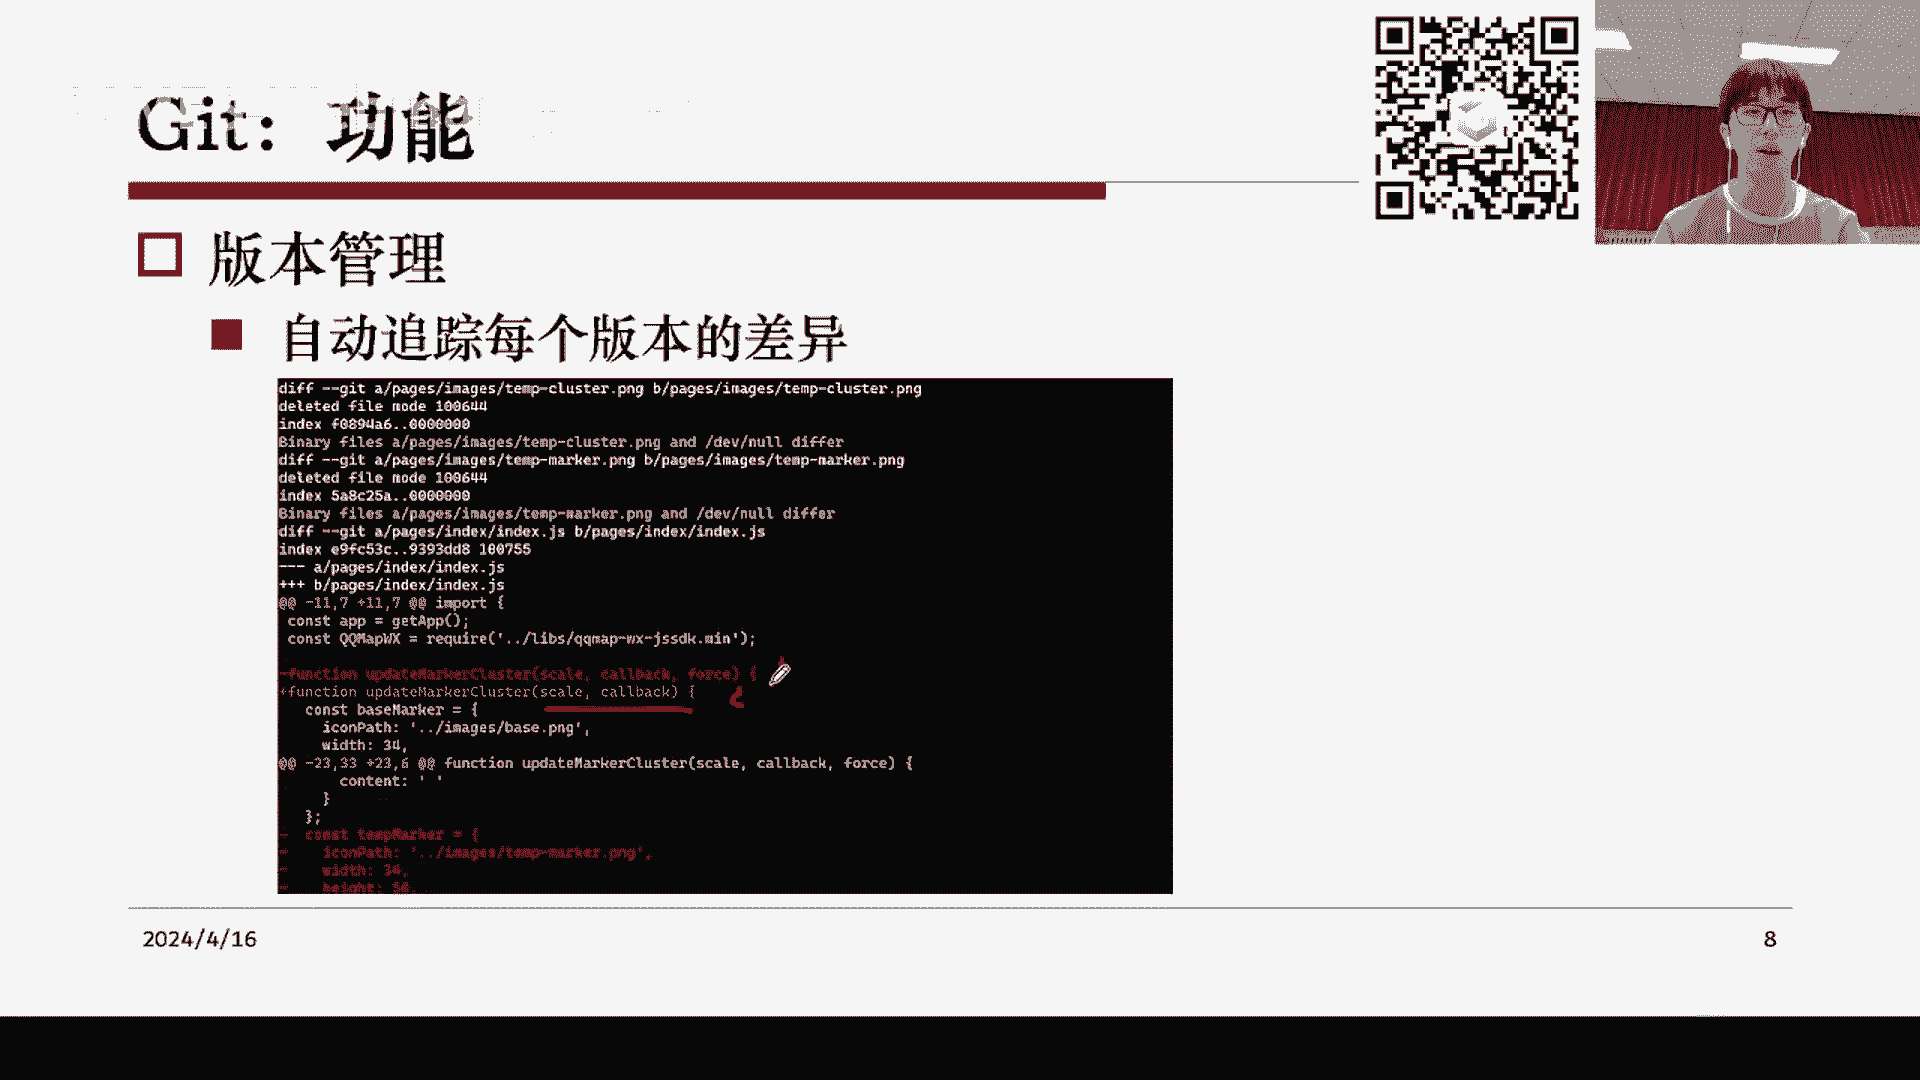 Git：功能
版本管理
自动追踪每个版本的差异
diff --git a/pages/images/temp-cluster.png b/pages/images/temp-cluster.png
deleted file mode 100644
index f0894a6..0000000
Binary files a/pages/images/temp-cluster.png and /dev/null differ
diff --git a/pages/images/temp-marker.png b/pages/images/temp-marker.png
deleted file mode 100644
index 5a8c25a..0000000
Binary files a/pages/images/temp-marker.png and /dev/null differ
diff --git a/pages/index/index.js b/pages/index/index.js
index e9fc53c..9393dd8 100755
--- a/pages/index/index.js
+++ b/pages/index/index.js
@@ -11,7 +11,7 @@ import {
 const app = getApp();
 const QQMapWX = require('../libs/qqmap-wx-jssdk.min');
-function updateMarkerCluster(scale, callback, force) {
+function updateMarkerCluster(scale, callback) {
   const baseMarker = {
     iconPath: '../images/base.png',
     width: 34,
@@ -23,33 +23,6 @@ function updateMarkerCluster(scale, callback, force) {
       content: ' '
     }
   };
-  const tempMarker = {
-    iconPath: '../images/temp-marker.png',
-    width: 34,
-    height: 56,
2024/4/16
8